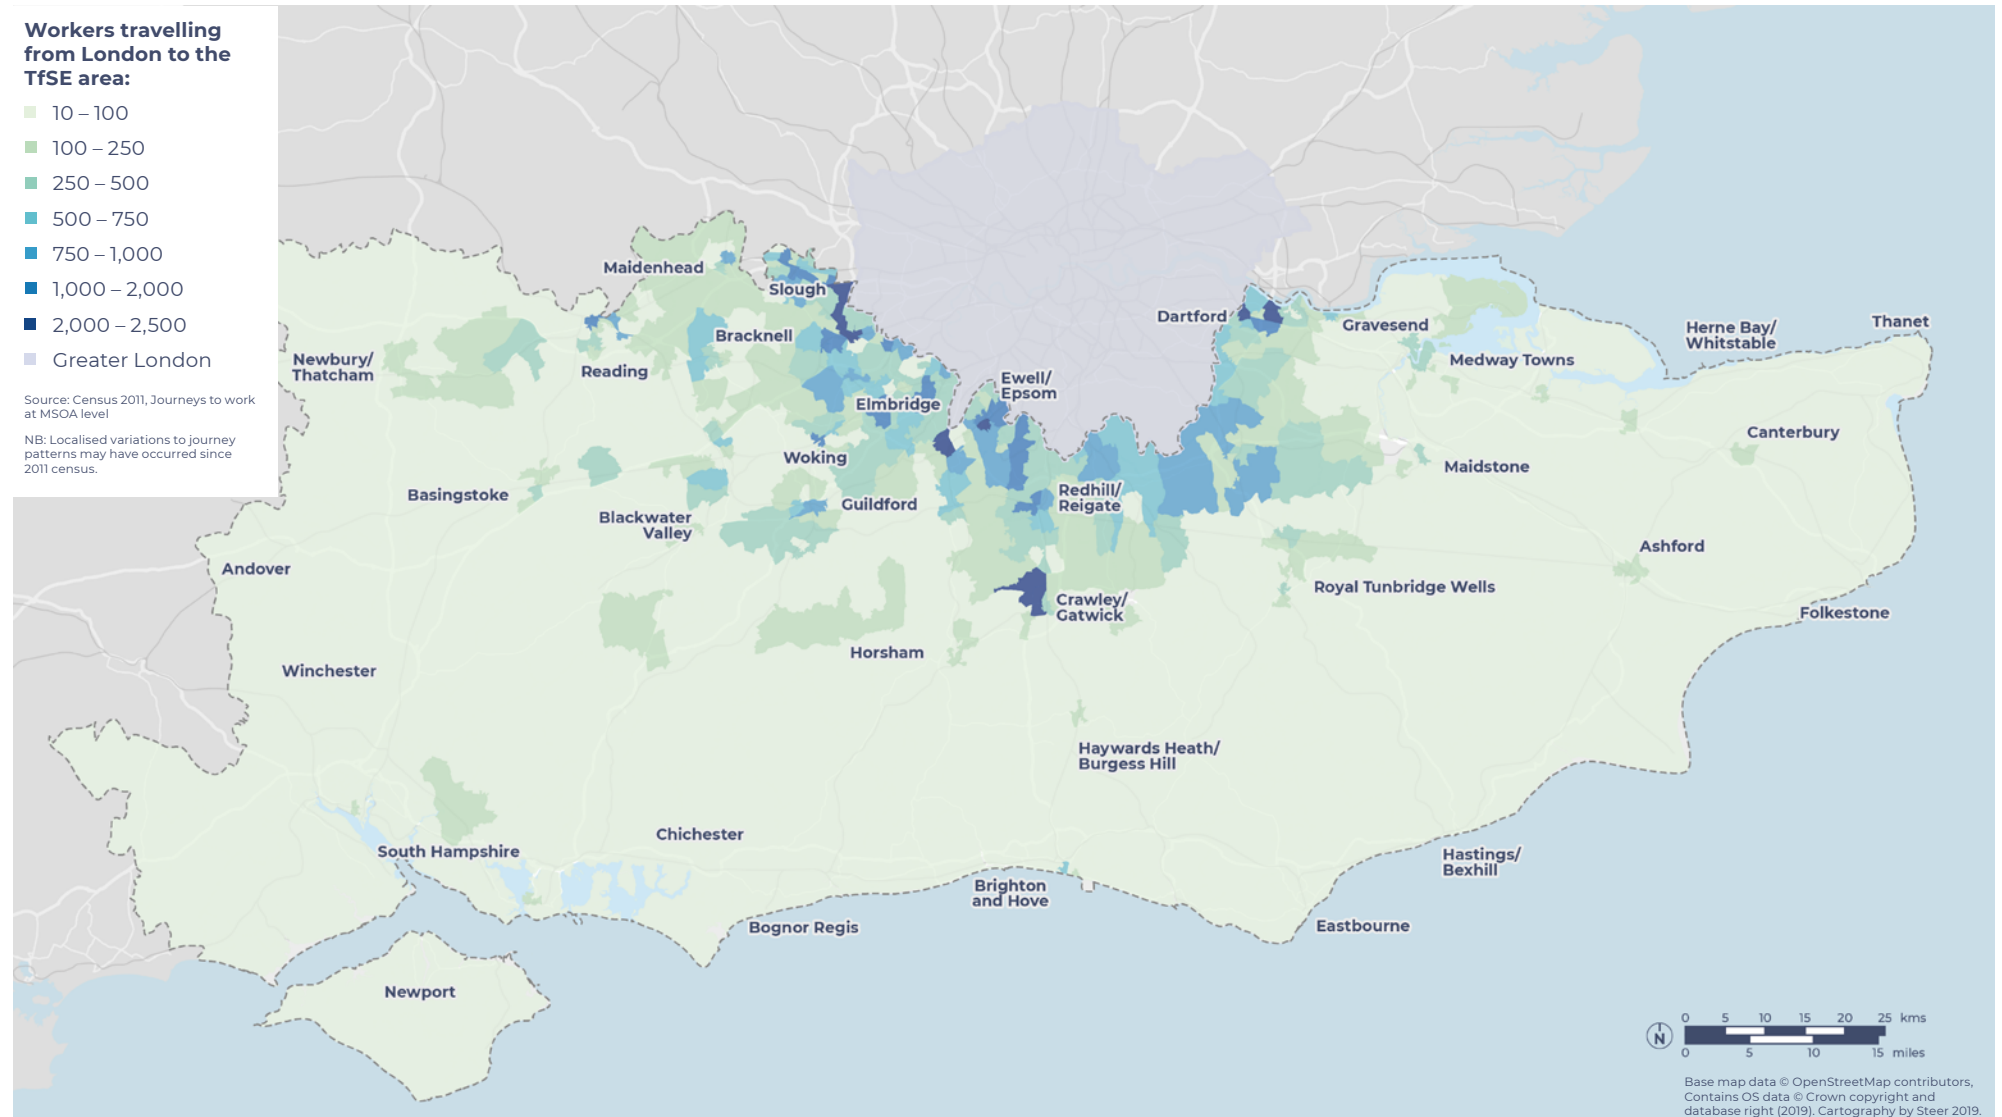 Workers travelling
from London to the
TfSE area:
10 – 100
100 – 250
250 – 500
500 – 750
750 – 1,000
1,000 – 2,000
2,000 – 2,500
Greater London
Source: Census 2011, Journeys to work
at MSOA level
NB: Localised variations to journey
patterns may have occurred since
2011 census.
Maidenhead
Slough
Dartford
Bracknell
Gravesend
Herne Bay/
Whitstable
Thanet
Newbury/
Thatcham
Reading
Medway Towns
Ewell/
Epsom
Elmbridge
Canterbury
Woking
Maidstone
Basingstoke
Blackwater
Valley
Guildford
Redhill/
Reigate
Ashford
Andover
Royal Tunbridge Wells
Crawley/
Gatwick
Folkestone
Horsham
Winchester
Haywards Heath/
Burgess Hill
Chichester
South Hampshire
Hastings/
Bexhill
Brighton
and Hove
Bognor Regis
Eastbourne
Newport
0 5 10 15 20 25 kms
N
0 5 10 15 miles
Base map data © OpenStreetMap contributors,
Contains OS data © Crown copyright and
database right (2019). Cartography by Steer 2019.